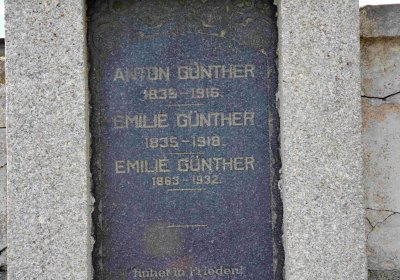 ANTON GÜNTHER
1839-1916.
EMILIE GÜNTHER
1835-1918.
EMILIE GÜNTHER
1863-1932.
Ruhet in Frieden!